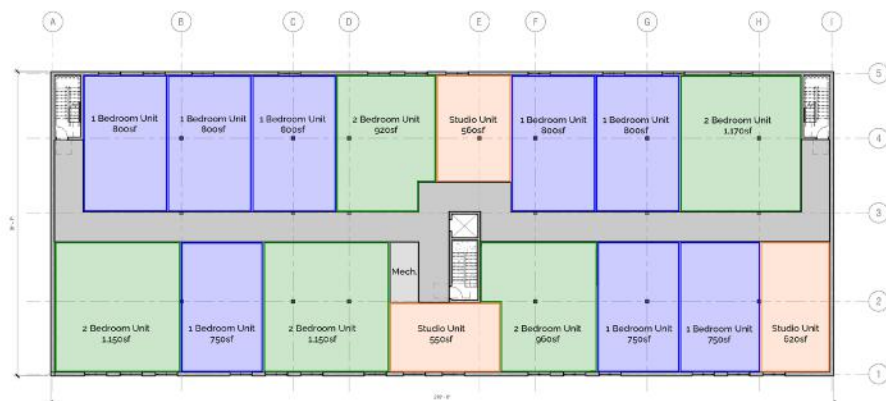 A B C D E F G H I
5
1 Bedroom Unit
800sf
1 Bedroom Unit
800sf
1 Bedroom Unit
800sf
2 Bedroom Unit
920sf
Studio Unit
560sf
1 Bedroom Unit
800sf
1 Bedroom Unit
800sf
2 Bedroom Unit
1,170sf
4
3
Mech.
2
2 Bedroom Unit
1,150sf
1 Bedroom Unit
750sf
2 Bedroom Unit
1,150sf
Studio Unit
550sf
2 Bedroom Unit
960sf
1 Bedroom Unit
750sf
1 Bedroom Unit
750sf
Studio Unit
620sf
1